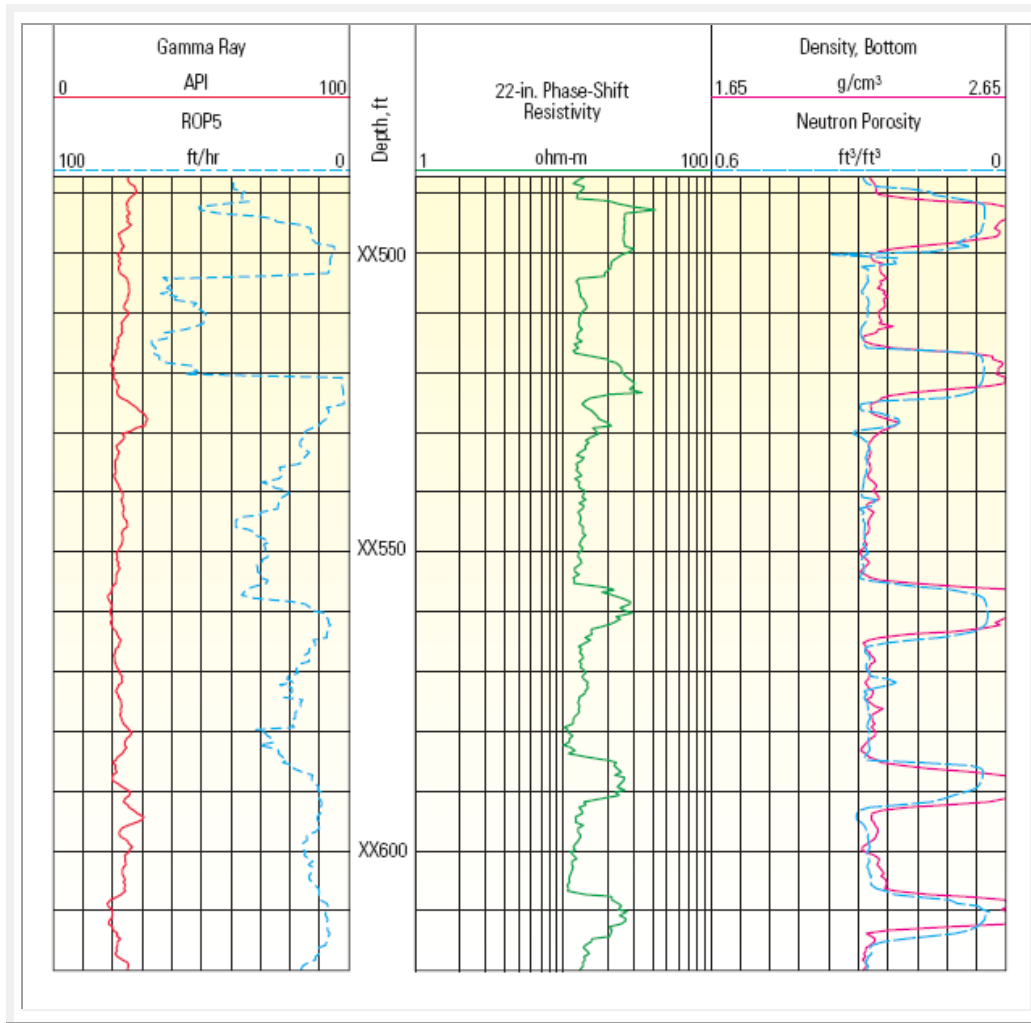 Gamma Ray
0 API 100
ROP5
100 ft/hr 0
Depth, ft
22-in. Phase-Shift
Resistivity
1 ohm-m 100
Density, Bottom
1.65 g/cm³ 2.65
Neutron Porosity
0.6 ft³/ft³ 0
XX500
XX550
XX600